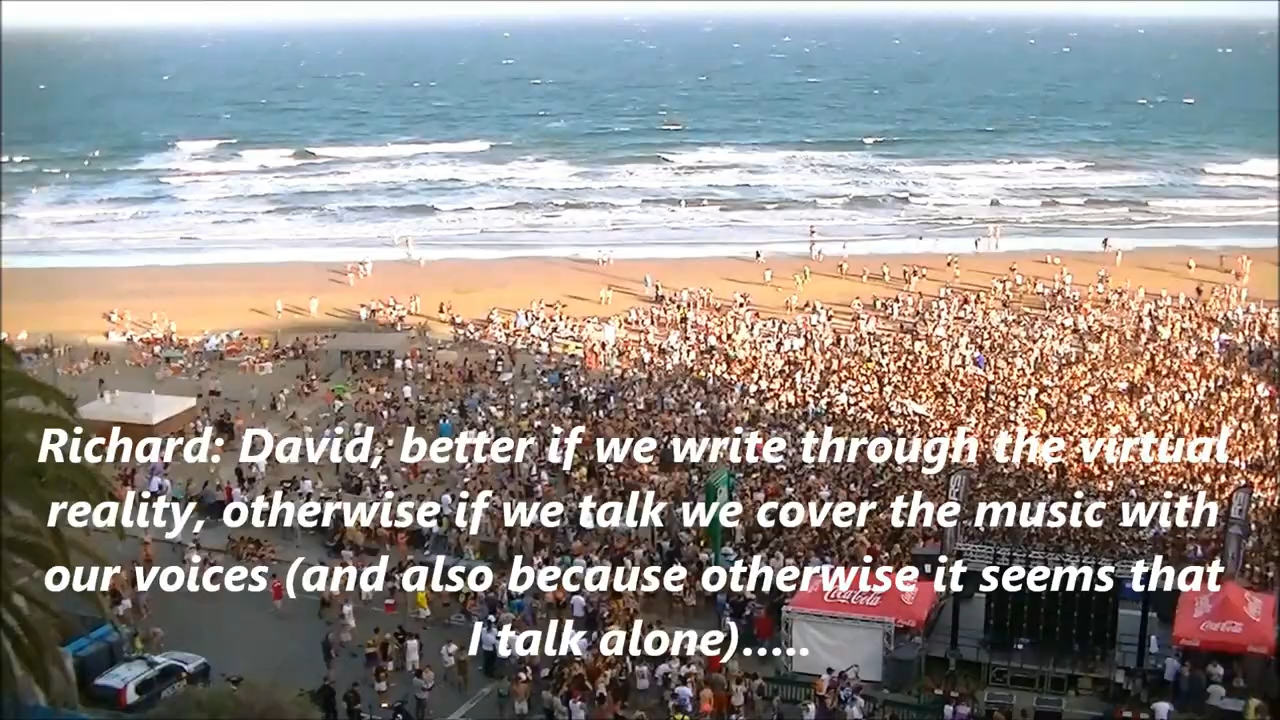 Richard: David, better if we write through the virtual
reality, otherwise if we talk we cover the music with
our voices (and also because otherwise it seems that
I talk alone).....
Coca-Cola
Coca-Cola